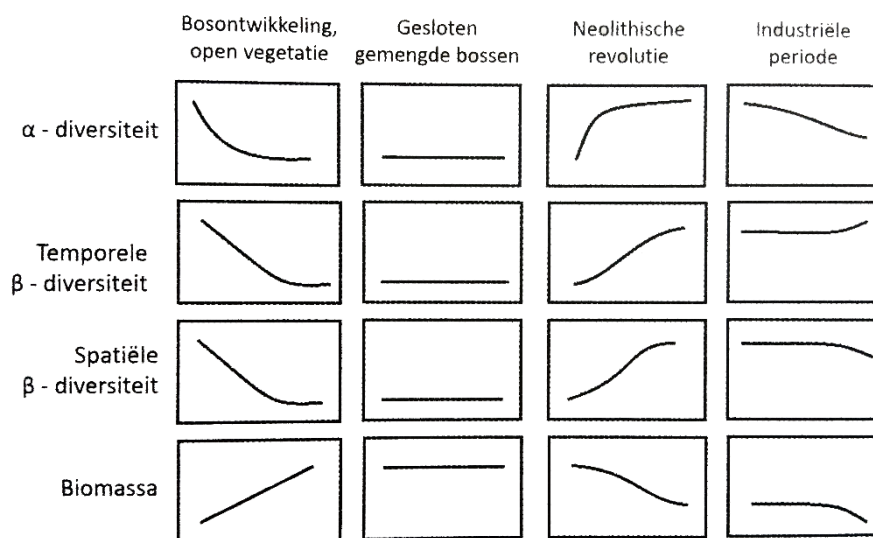 Bosontwikkeling,
open vegetatie
Gesloten
gemengde bossen
Neolithische
revolutie
Industriële
periode
α - diversiteit
Temporele
β - diversiteit
Spatiële
β - diversiteit
Biomassa